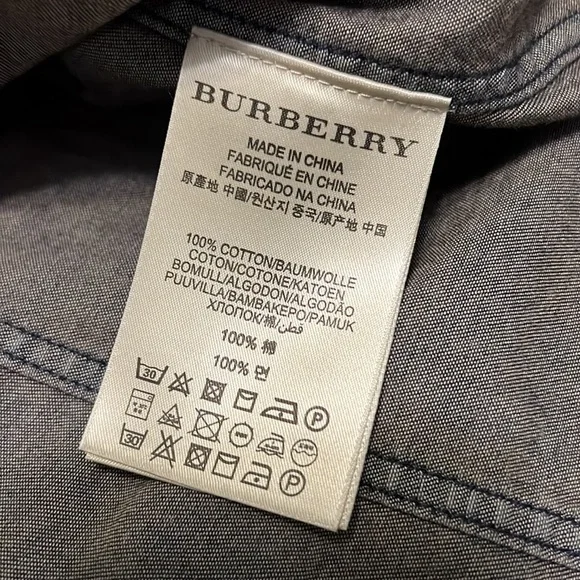 BURBERRY
MADE IN CHINA
FABRIQUÉ EN CHINE
FABRICADO NA CHINA
原產地 中國/원산지 중국/原产地 中国
100% COTTON/BAUMWOLLE
COTON/COTONE/KATOEN
BOMULL/ALGODON/ALGODÃO
PUUVILLA/BAMBAKEPO/PAMUK
ХЛОПОК/棉/قطن
100% 棉
100% 면
30
P
30
P